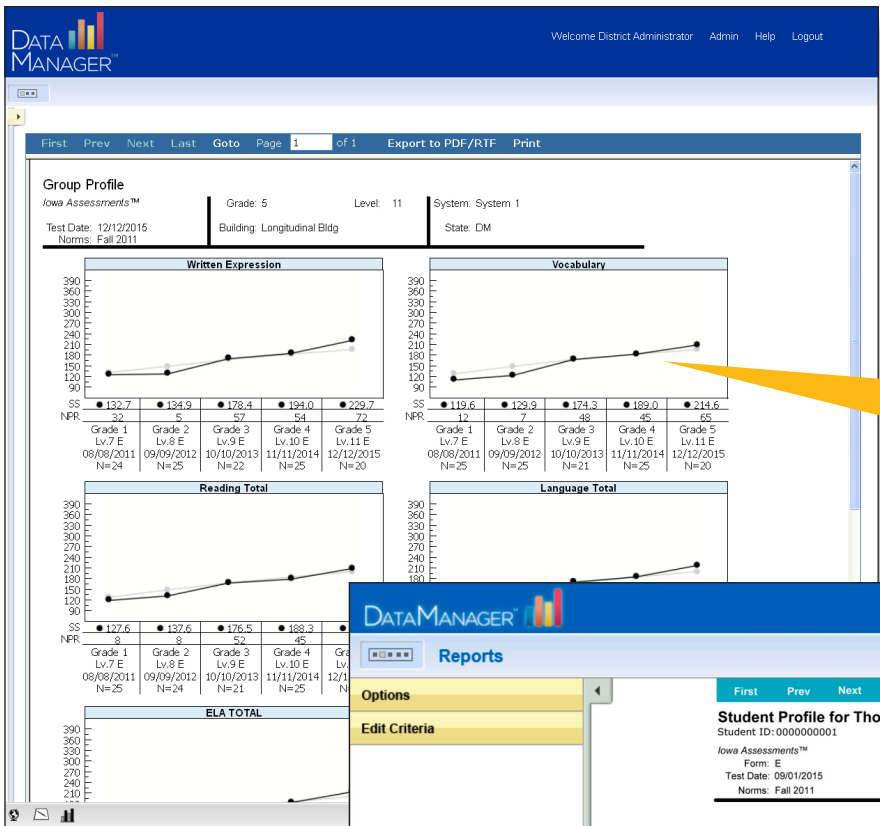 DATA
MANAGER™
Welcome District Administrator Admin Help Logout
First Prev Next Last Goto Page 1 of 1 Export to PDF/RTF Print
Group Profile
Iowa Assessments™ Grade: 5 Level: 11 System: System 1
Test Date: 12/12/2015 Building: Longitudinal Bldg State: DM
Norms: Fall 2011
Written Expression
390
360
330
300
270
240
210
180
150
120
90
SS 132.7 134.9 178.4 194.0 229.7
NPR 32 5 57 54 72
Grade 1 Grade 2 Grade 3 Grade 4 Grade 5
Lv.7 E Lv.8 E Lv.9 E Lv.10 E Lv.11 E
08/08/2011 09/09/2012 10/10/2013 11/11/2014 12/12/2015
N=24 N=25 N=22 N=25 N=20
Vocabulary
390
360
330
300
270
240
210
180
150
120
90
SS 119.6 129.9 174.3 189.0 214.6
NPR 12 7 48 45 65
Grade 1 Grade 2 Grade 3 Grade 4 Grade 5
Lv.7 E Lv.8 E Lv.9 E Lv.10 E Lv.11 E
08/08/2011 09/09/2012 10/10/2013 11/11/2014 12/12/2015
N=25 N=25 N=21 N=25 N=20
Reading Total
390
360
330
300
270
240
210
180
150
120
90
SS 127.6 137.6 176.5 188.3
NPR 8 8 52 45
Grade 1 Grade 2 Grade 3 Grade 4 Gra
Lv.7 E Lv.8 E Lv.9 E Lv.10 E Lv.
08/08/2011 09/09/2012 10/10/2013 11/11/2014 12/1
N=25 N=24 N=21 N=25 N
Language Total
390
360
330
300
270
240
210
180
ELA TOTAL
390
360
330
300
270
240
210
DATAMANAGER™
Reports
Options
Edit Criteria
First Prev Next
Student Profile for Tho
Student ID: 0000000001
Iowa Assessments™
Form: E
Test Date: 09/01/2015
Norms: Fall 2011